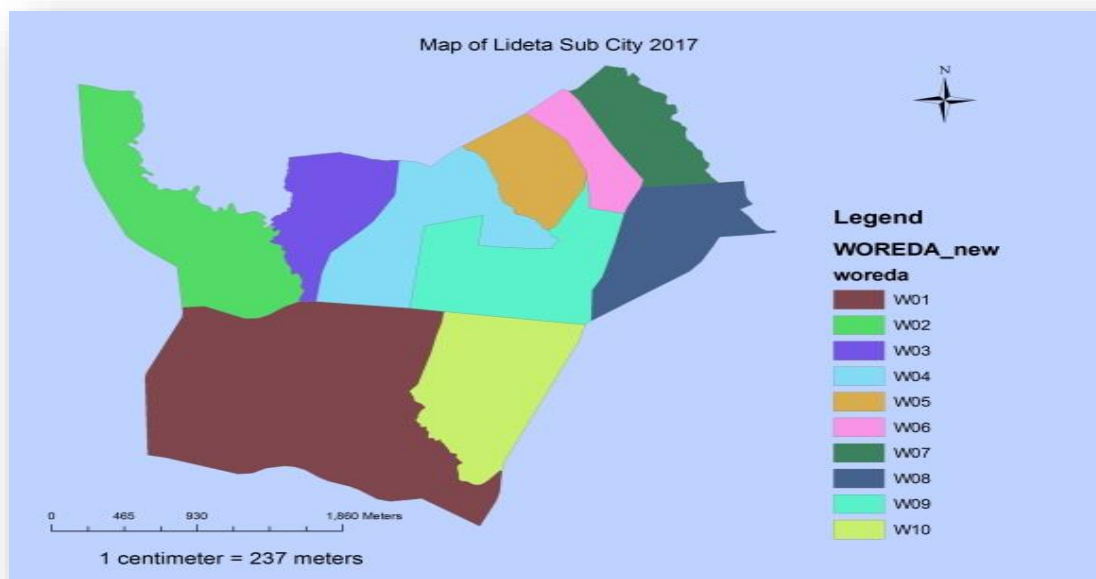 Map of Lideta Sub City 2017
N
Legend
WOREDA_new
woreda
W01
W02
W03
W04
W05
W06
W07
W08
W09
W10
0 465 930 1,860 Meters
1 centimeter = 237 meters